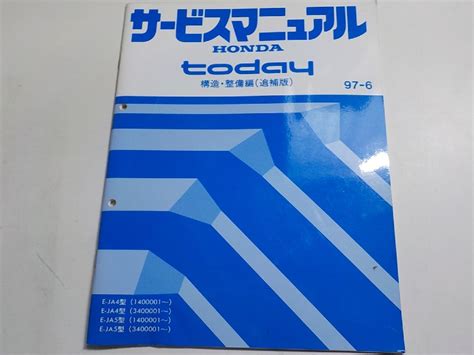 サービスマニュアル
HONDA
today
構造・整備編(追補版)
97-6
E-JA4型 (1400001~)
E-JA4型 (3400001~)
E-JA5型 (1400001~)
E-JA5型 (3400001~)